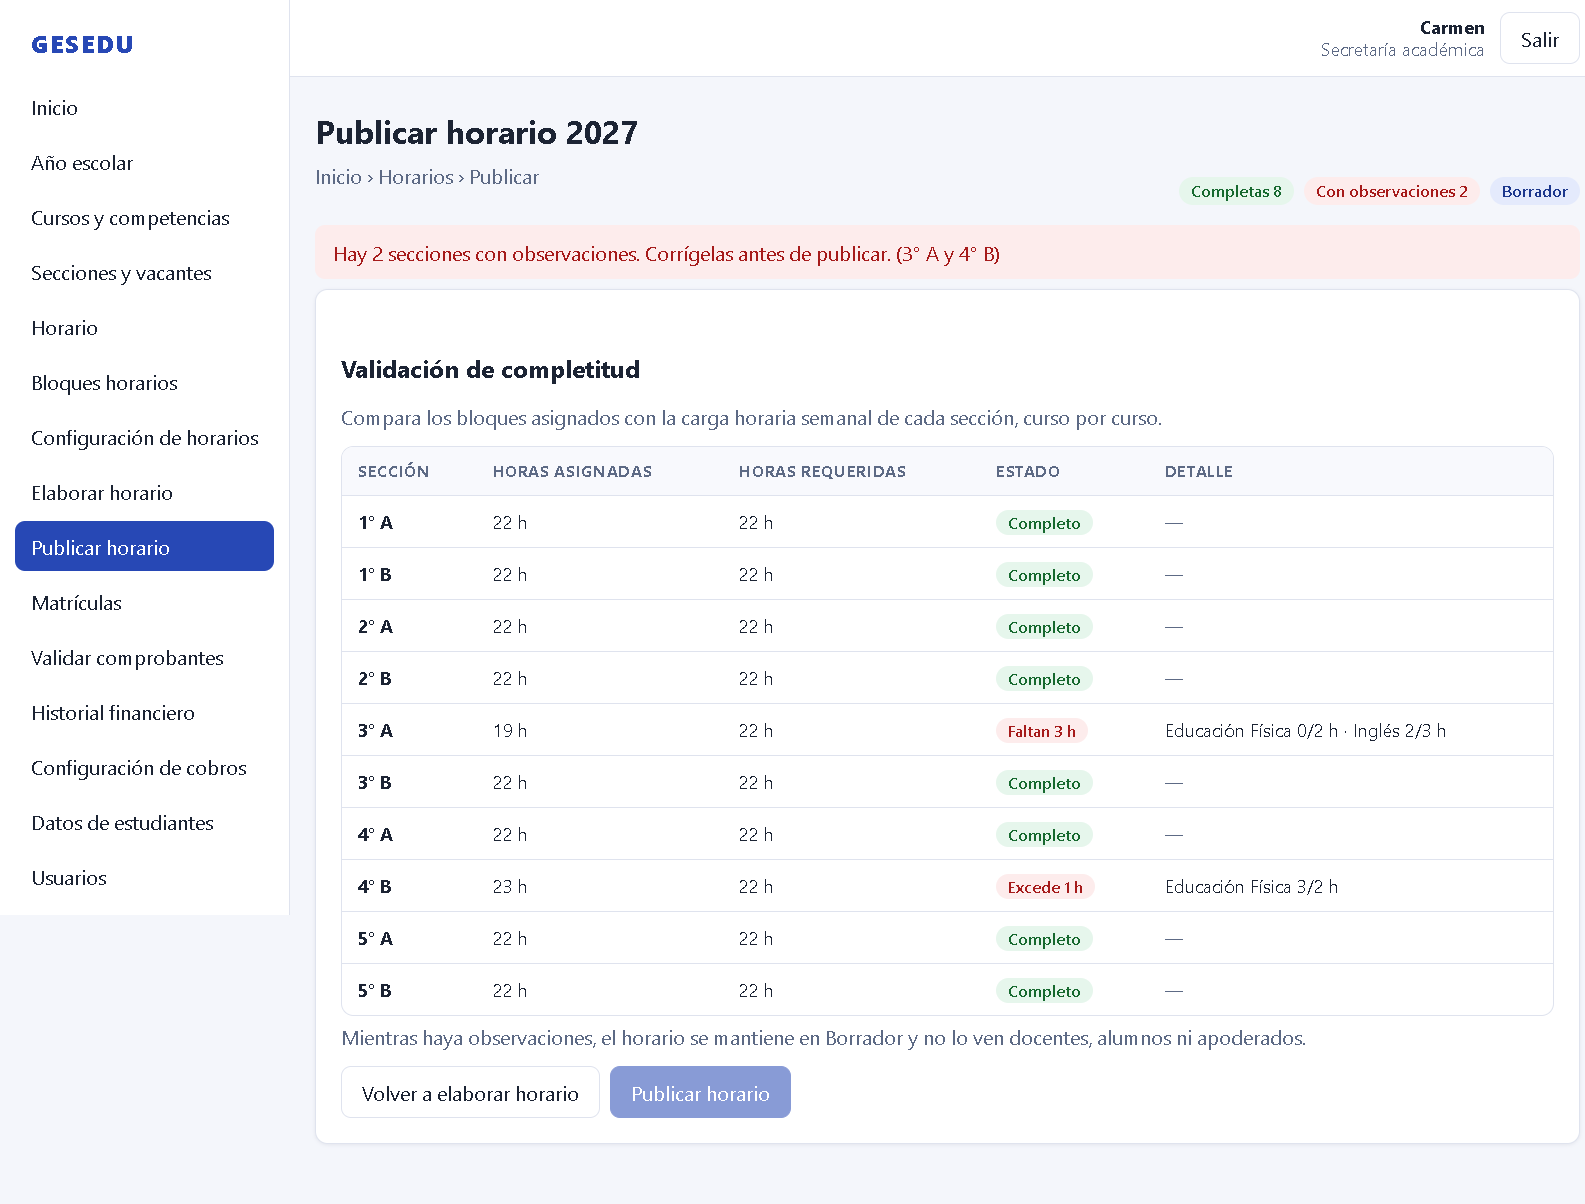 GESEDU
Inicio
Año escolar
Cursos y competencias
Secciones y vacantes
Horario
Bloques horarios
Configuración de horarios
Elaborar horario
Publicar horario
Matrículas
Validar comprobantes
Historial financiero
Configuración de cobros
Datos de estudiantes
Usuarios
Carmen
Secretaría académica
Salir
Publicar horario 2027
Inicio › Horarios › Publicar
Completas 8 Con observaciones 2 Borrador
Hay 2 secciones con observaciones. Corrígelas antes de publicar. (3° A y 4° B)
Validación de completitud
Compara los bloques asignados con la carga horaria semanal de cada sección, curso por curso.
SECCIÓN HORAS ASIGNADAS HORAS REQUERIDAS ESTADO DETALLE
1° A 22 h 22 h Completo —
1° B 22 h 22 h Completo —
2° A 22 h 22 h Completo —
2° B 22 h 22 h Completo —
3° A 19 h 22 h Faltan 3 h Educación Física 0/2 h · Inglés 2/3 h
3° B 22 h 22 h Completo —
4° A 22 h 22 h Completo —
4° B 23 h 22 h Excede 1 h Educación Física 3/2 h
5° A 22 h 22 h Completo —
5° B 22 h 22 h Completo —
Mientras haya observaciones, el horario se mantiene en Borrador y no lo ven docentes, alumnos ni apoderados.
Volver a elaborar horario Publicar horario